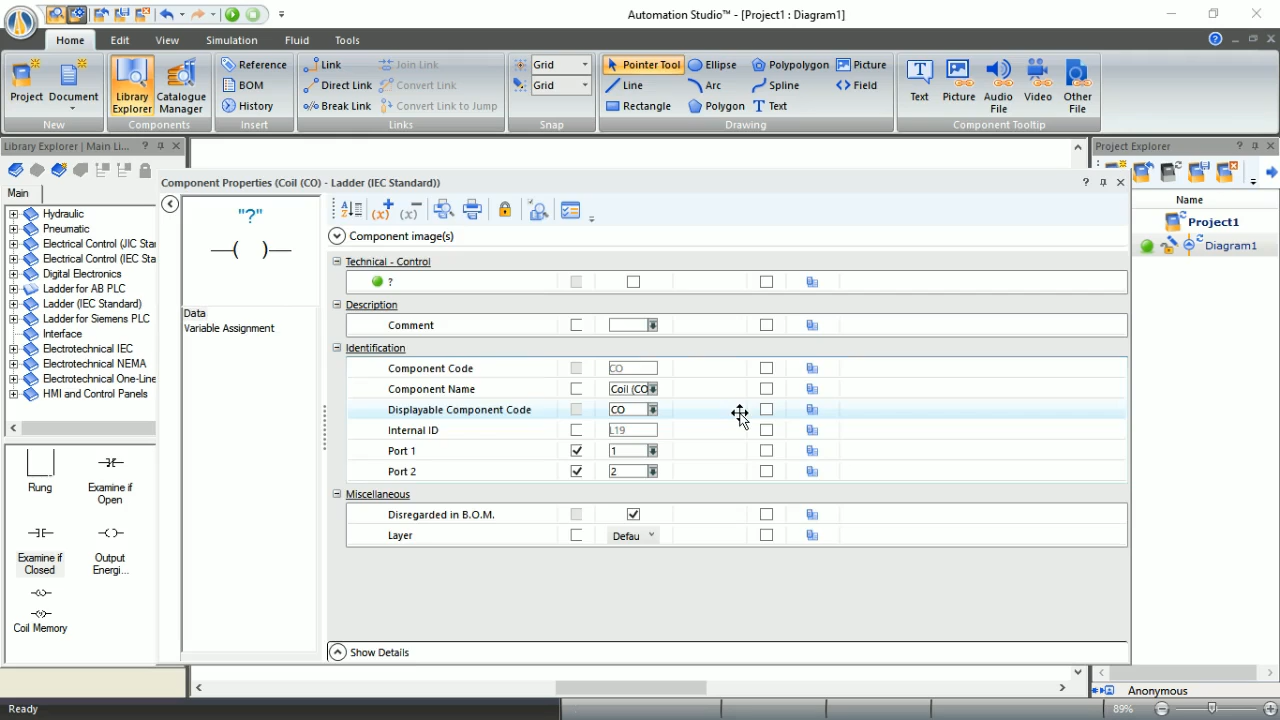 Automation Studio™ - [Project1 : Diagram1]
Home Edit View Simulation Fluid Tools
Project Document
New
Library Explorer
Catalogue Manager
Components
Reference
BOM
History
Insert
Link
Direct Link
Break Link
Join Link
Convert Link
Convert Link to Jump
Links
Grid
Grid
Snap
Pointer Tool
Line
Rectangle
Ellipse
Arc
Polygon
Polypolygon
Spline
Text
Picture
Field
Drawing
Text
Picture
Audio File
Video
Other File
Component Tooltip
Library Explorer | Main Li...
Main
Hydraulic
Pneumatic
Electrical Control (JIC Sta
Electrical Control (IEC Sta
Digital Electronics
Ladder for AB PLC
Ladder (IEC Standard)
Ladder for Siemens PLC
Interface
Electrotechnical IEC
Electrotechnical NEMA
Electrotechnical One-Line
HMI and Control Panels
Rung
Examine if Open
Examine if Closed
Output Energi...
Coil Memory
Component Properties (Coil (CO) - Ladder (IEC Standard))
"?"
Data
Variable Assignment
Component image(s)
Technical - Control
?
Description
Comment
Identification
Component Code CO
Component Name Coil (CO
Displayable Component Code CO
Internal ID L19
Port 1 1
Port 2 2
Miscellaneous
Disregarded in B.O.M.
Layer Defau
Show Details
Project Explorer
Name
Project1
Diagram1
Anonymous
Ready
89%